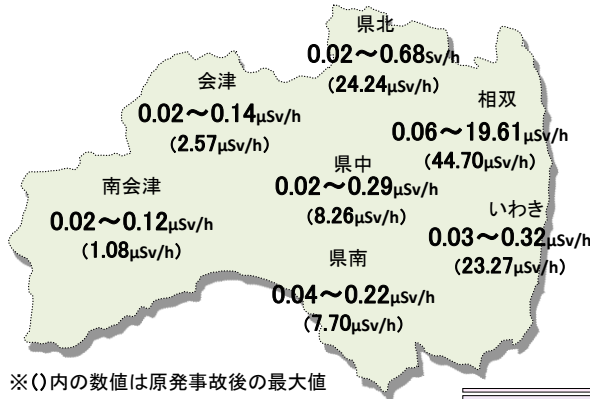 県北
0.02～0.68Sv/h
(24.24μSv/h)
会津
0.02～0.14μSv/h
(2.57μSv/h)
相双
0.06～19.61μSv/h
(44.70μSv/h)
県中
0.02～0.29μSv/h
(8.26μSv/h)
南会津
0.02～0.12μSv/h
(1.08μSv/h)
いわき
0.03～0.32μSv/h
(23.27μSv/h)
県南
0.04～0.22μSv/h
(7.70μSv/h)
※()内の数値は原発事故後の最大値